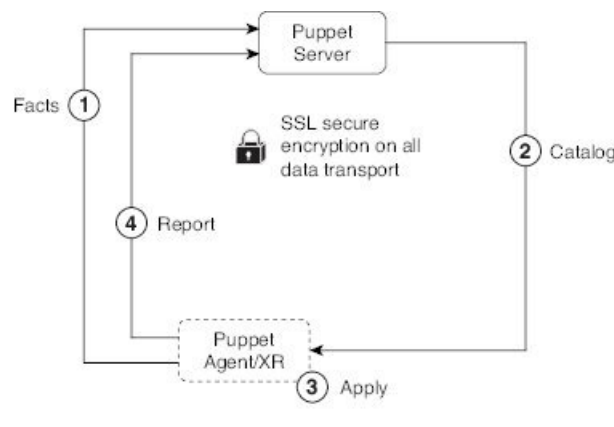 Puppet
Server
Facts 1
SSL secure
encryption on all
data transport
2 Catalog
4 Report
Puppet
Agent/XR
3 Apply